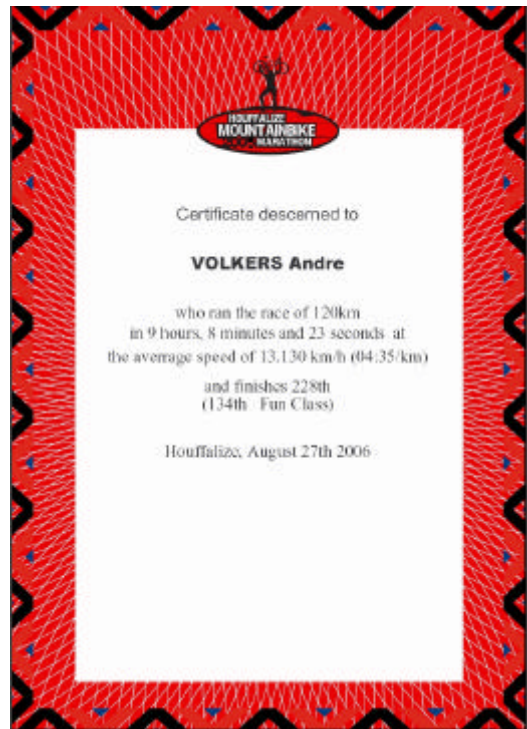 HOUFFALIZE
MOUNTAINBIKE
MARATHON
Certificate descerned to
VOLKERS Andre
who ran the race of 120km
in 9 hours, 8 minutes and 23 seconds at
the averrage speed of 13.130 km/h (04:35/km)
and finishes 228th
(134th Fun Class)
Houffalize, August 27th 2006